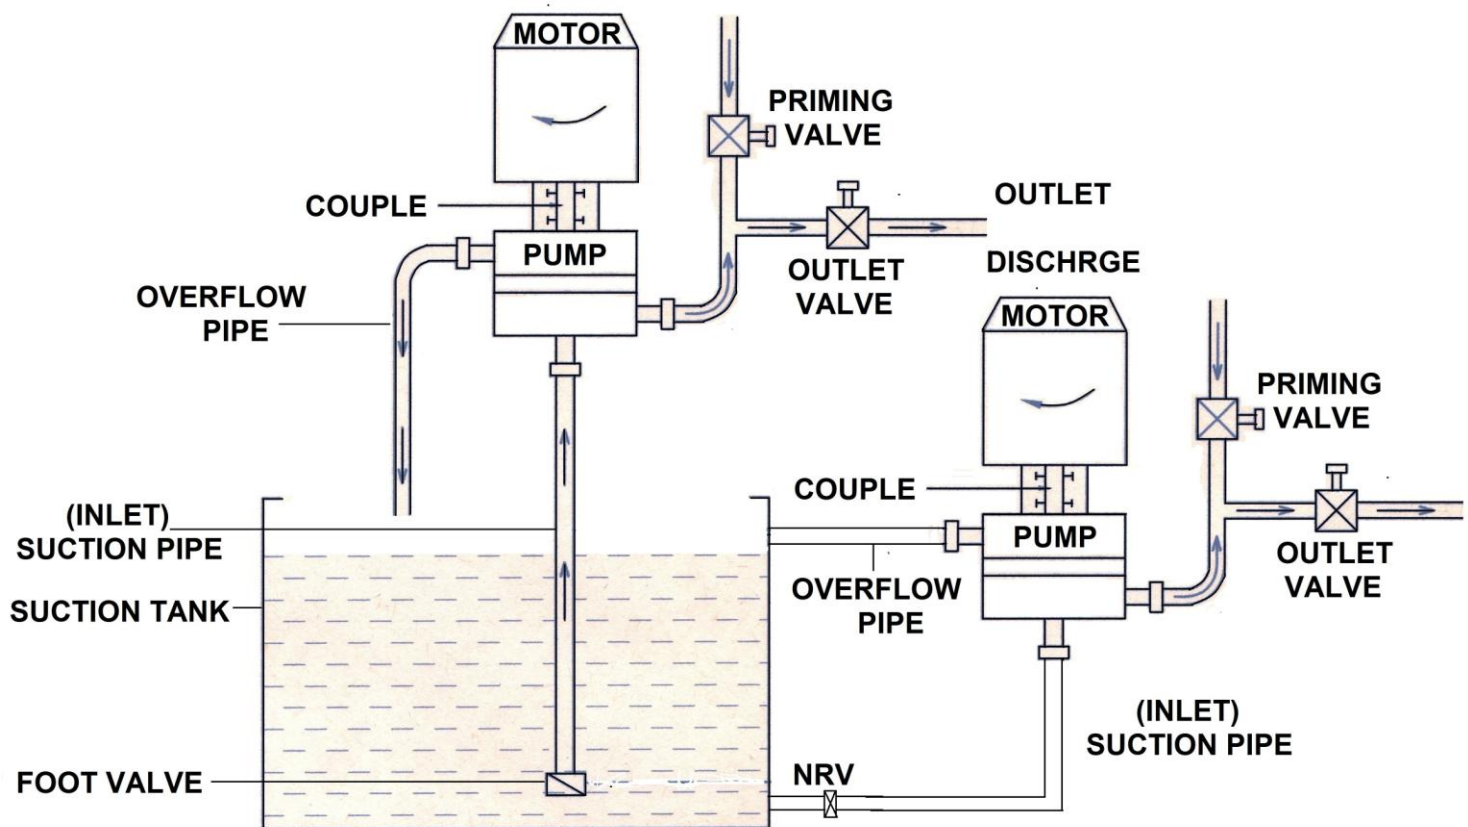 MOTOR
PRIMING
VALVE
COUPLE
OUTLET
PUMP
DISCHRGE
OUTLET
VALVE
OVERFLOW
PIPE
MOTOR
PRIMING
VALVE
COUPLE
(INLET)
SUCTION PIPE
PUMP
OUTLET
VALVE
OVERFLOW
PIPE
SUCTION TANK
(INLET)
SUCTION PIPE
FOOT VALVE
NRV